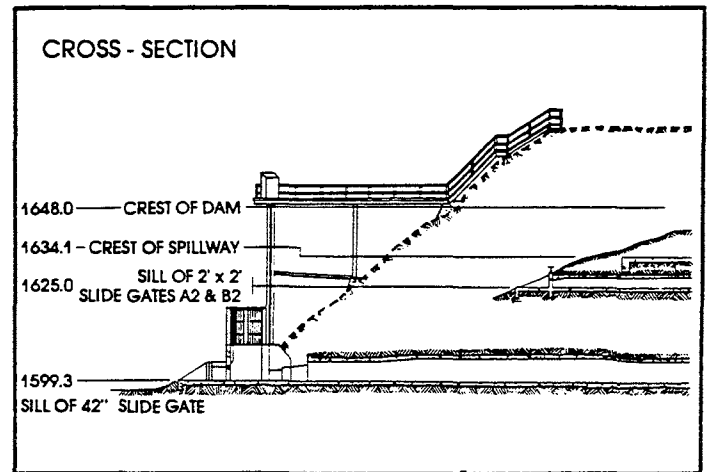 CROSS - SECTION
1648.0 CREST OF DAM
1634.1 CREST OF SPILLWAY
SILL OF 2' x 2'
1625.0 SLIDE GATES A2 & B2
1599.3
SILL OF 42" SLIDE GATE